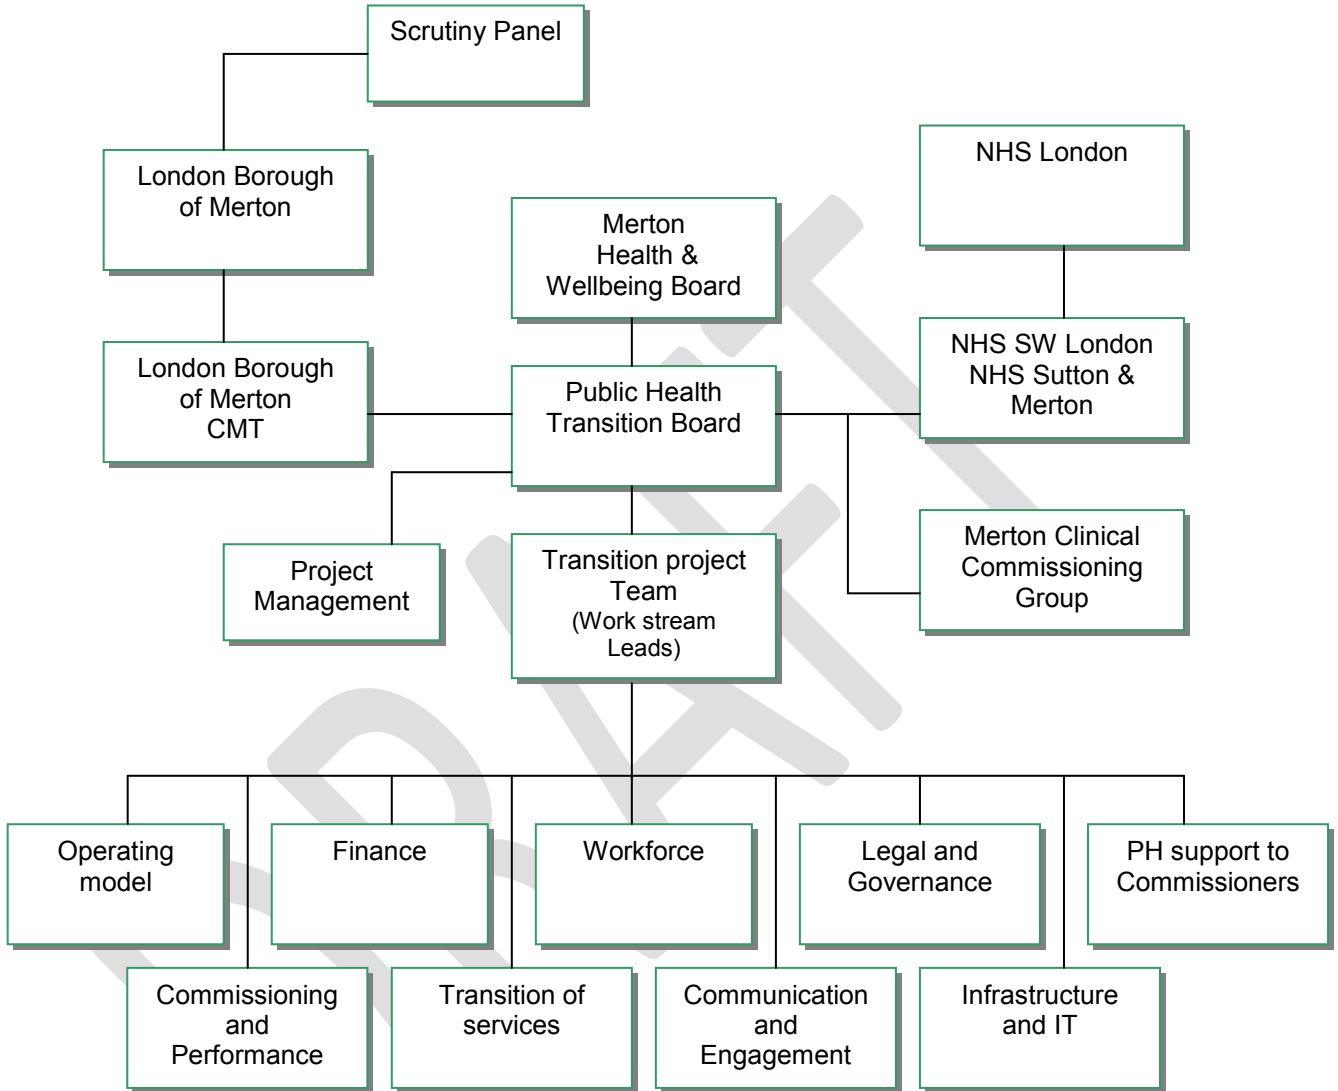 Scrutiny Panel
London Borough
of Merton
NHS London
Merton
Health &
Wellbeing Board
London Borough
of Merton
CMT
Public Health
Transition Board
NHS SW London
NHS Sutton &
Merton
Project
Management
Transition project
Team
(Work stream
Leads)
Merton Clinical
Commissioning
Group
Operating
model
Finance
Workforce
Legal and
Governance
PH support to
Commissioners
Commissioning
and
Performance
Transition of
services
Communication
and
Engagement
Infrastructure
and IT
DRAFT